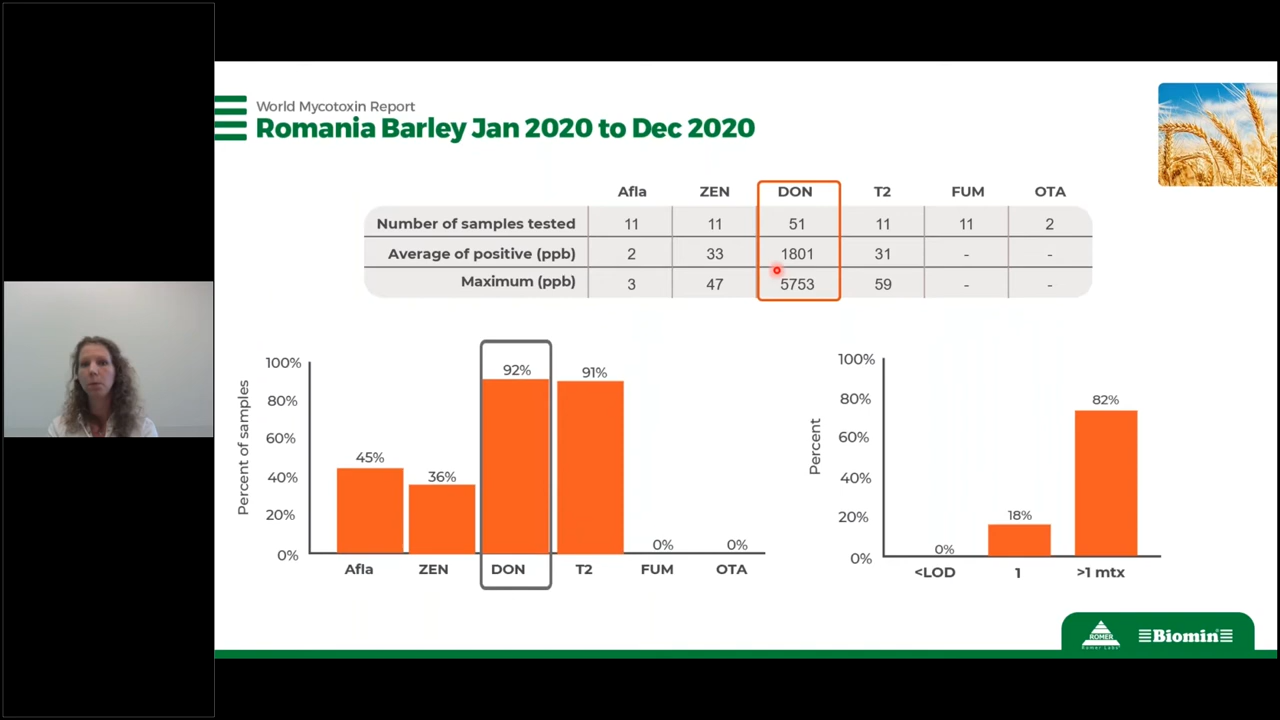 World Mycotoxin Report
Romania Barley Jan 2020 to Dec 2020
Afla ZEN DON T2 FUM OTA
Number of samples tested 11 11 51 11 11 2
Average of positive (ppb) 2 33 1801 31 - -
Maximum (ppb) 3 47 5753 59 - -
Percent of samples
100%
80%
60%
40%
20%
0%
45%
36%
92%
91%
0%
0%
Afla ZEN DON T2 FUM OTA
Percent
100%
80%
60%
40%
20%
0%
0%
18%
82%
<LOD 1 >1 mtx
ROMER
Romer Labs®
Biomin®